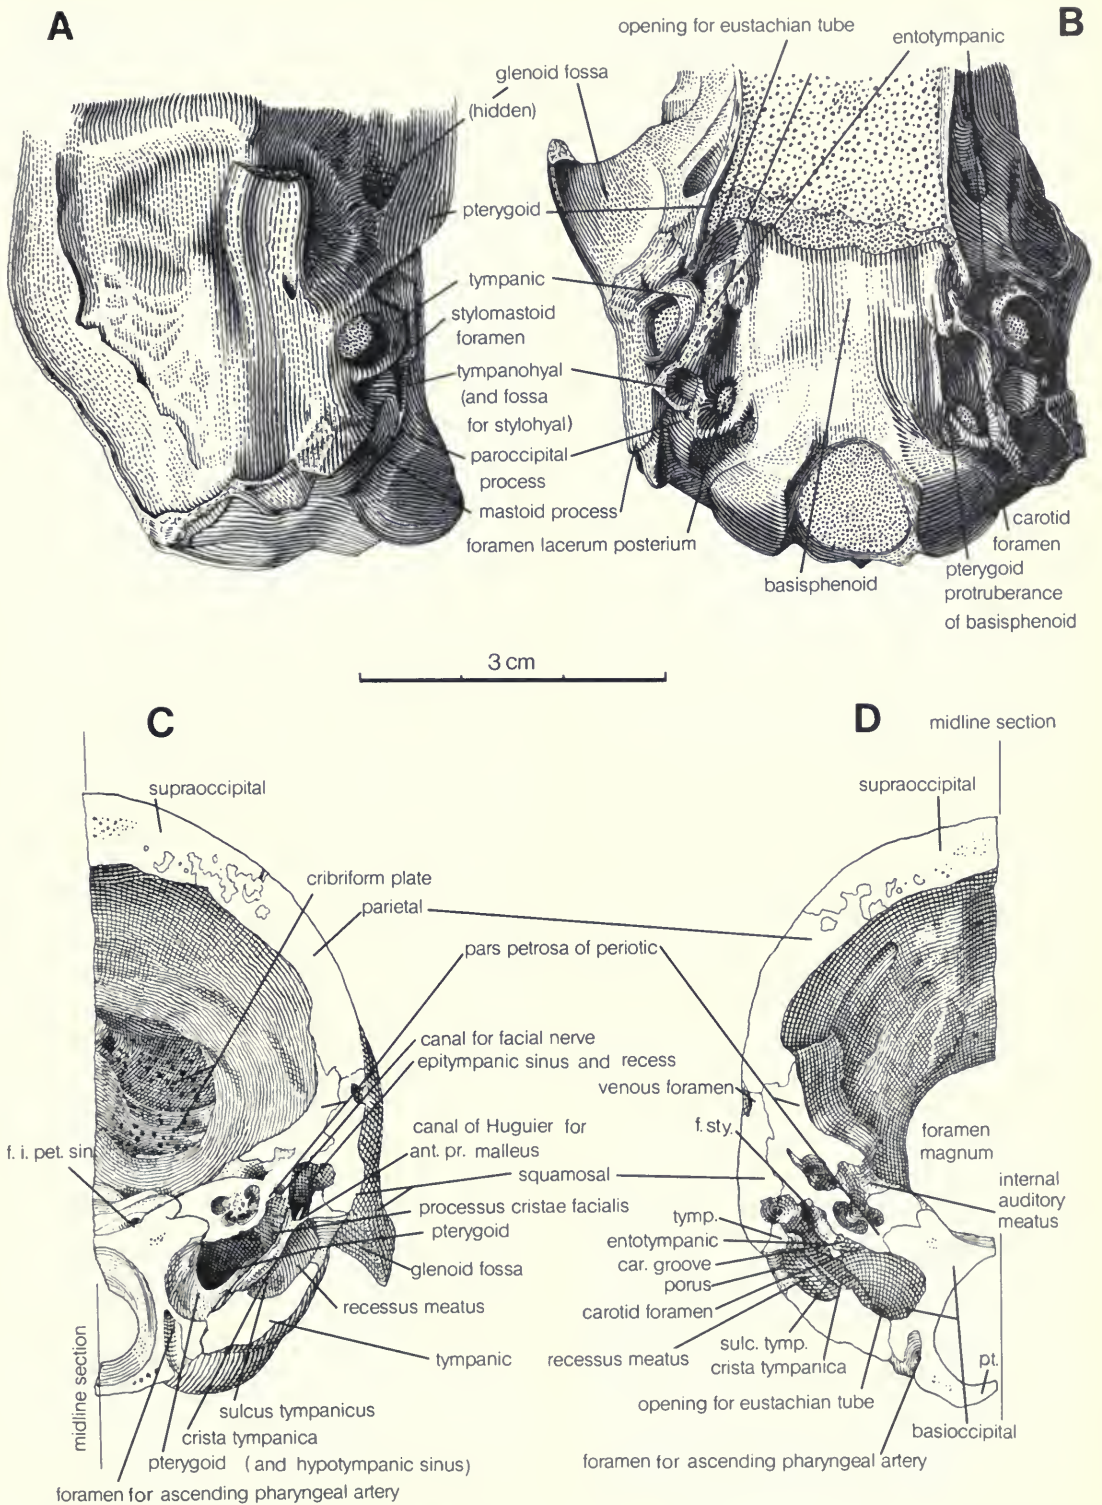 A
B
opening for eustachian tube
entotympanic
glenoid fossa
(hidden)
pterygoid
tympanic
stylomastoid
foramen
tympanohyal
(and fossa
for stylohyal)
paroccipital
process
mastoid process
foramen lacerum posterium
basisphenoid
carotid
foramen
pterygoid
protruberance
of basisphenoid
3 cm
C
D
midline section
supraoccipital
supraoccipital
cribriform plate
parietal
pars petrosa of periotic
canal for facial nerve
epitympanic sinus and recess
venous foramen
canal of Huguier for
ant. pr. malleus
f. sty.
foramen
magnum
f. i. pet. sin.
squamosal
internal
auditory
meatus
processus cristae facialis
pterygoid
tymp.
entotympanic
car. groove
porus
glenoid fossa
carotid foramen
recessus meatus
tympanic
recessus meatus
sulc. tymp.
crista tympanica
pt.
midline section
sulcus tympanicus
crista tympanica
pterygoid (and hypotympanic sinus)
foramen for ascending pharyngeal artery
opening for eustachian tube
basioccipital
foramen for ascending pharyngeal artery